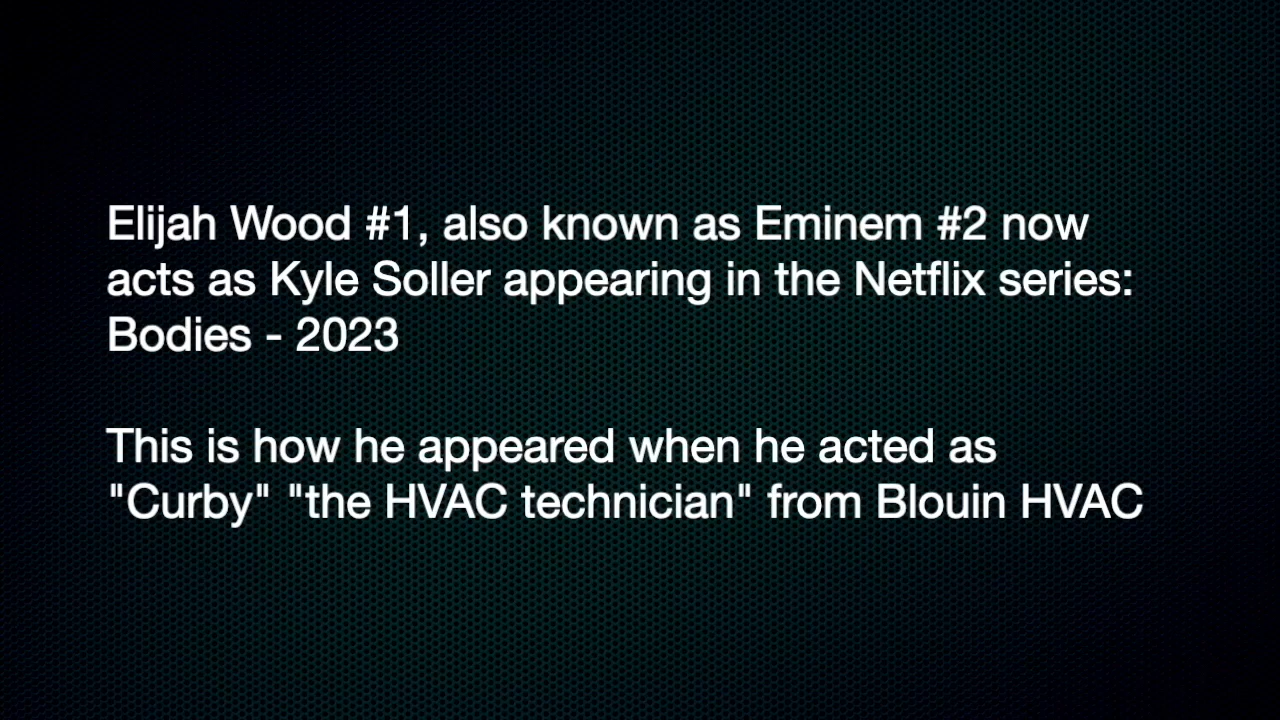 Elijah Wood #1, also known as Eminem #2 now
acts as Kyle Soller appearing in the Netflix series:
Bodies - 2023
This is how he appeared when he acted as
"Curby" "the HVAC technician" from Blouin HVAC